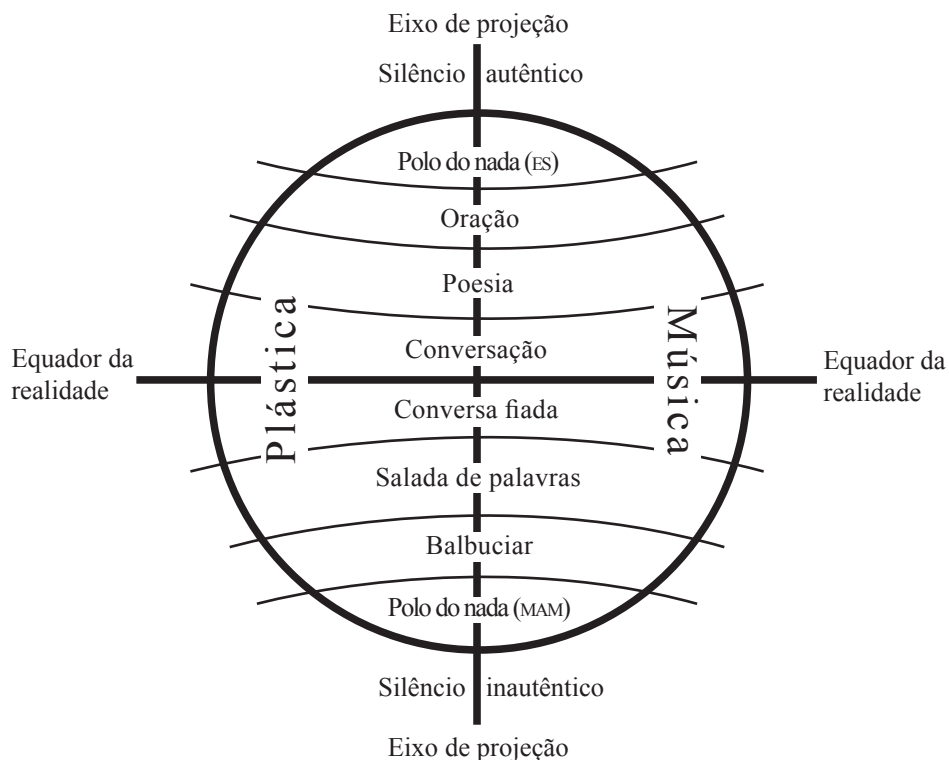 Eixo de projeção
Silêncio autêntico
Polo do nada (ES)
Oração
Poesia
Plástica
Música
Conversação
Equador da
realidade
Equador da
realidade
Conversa fiada
Salada de palavras
Balbuciar
Polo do nada (MAM)
Silêncio inautêntico
Eixo de projeção